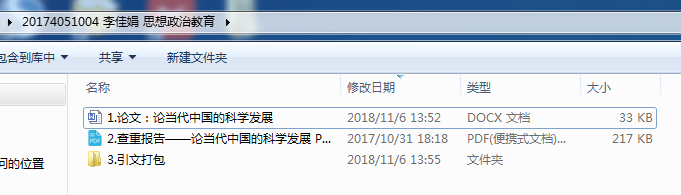 20174051004 李佳娟 思想政治教育
包含到库中 共享 新建文件夹
名称 修改日期 类型 大小
1.论文：论当代中国的科学发展 2018/11/6 13:52 DOCX 文档 33 KB
2.查重报告——论当代中国的科学发展 P... 2017/10/31 18:18 PDF(便携式文档)... 217 KB
3.引文打包 2018/11/6 13:55 文件夹
问的位置